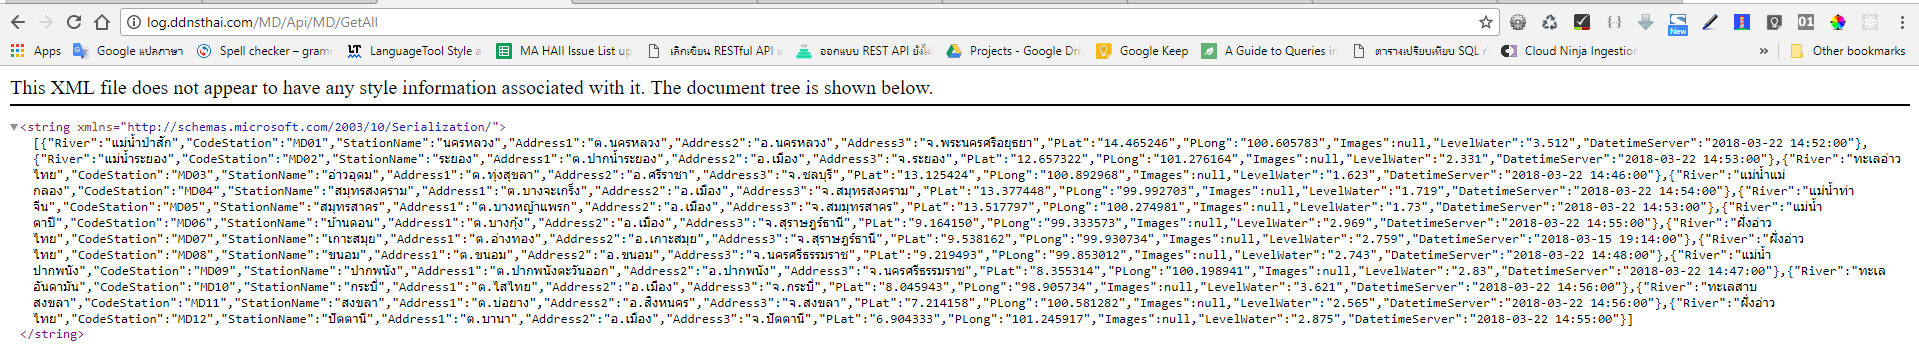 log.ddnsthai.com/MD/Api/MD/GetAll
New
01
Apps Google แปลภาษา Spell checker – gramm LanguageTool Style a MA HAII Issue List up เลิกเขียน RESTful API แ ออกแบบ REST API ยังไง Projects - Google Driv Google Keep A Guide to Queries in ตารางเปรียบเทียบ SQL Cloud Ninja Ingestion » Other bookmarks
This XML file does not appear to have any style information associated with it. The document tree is shown below.
<string xmlns="http://schemas.microsoft.com/2003/10/Serialization/">
[{"River":"แม่น้ำป่าสัก","CodeStation":"MD01","StationName":"นครหลวง","Address1":"ต.นครหลวง","Address2":"อ.นครหลวง","Address3":"จ.พระนครศรีอยุธยา","PLat":"14.465246","PLong":"100.605783","Images":null,"LevelWater":"3.512","DatetimeServer":"2018-03-22 14:52:00"},
{"River":"แม่น้ำระยอง","CodeStation":"MD02","StationName":"ระยอง","Address1":"ต.ปากน้ำระยอง","Address2":"อ.เมือง","Address3":"จ.ระยอง","PLat":"12.657322","PLong":"101.276164","Images":null,"LevelWater":"2.331","DatetimeServer":"2018-03-22 14:53:00"},{"River":"ทะเลอ่าว
ไทย","CodeStation":"MD03","StationName":"อ่าวอุดม","Address1":"ต.ทุ่งสุขลา","Address2":"อ.ศรีราชา","Address3":"จ.ชลบุรี","PLat":"13.125424","PLong":"100.892968","Images":null,"LevelWater":"1.623","DatetimeServer":"2018-03-22 14:46:00"},{"River":"แม่น้ำแม่
กลอง","CodeStation":"MD04","StationName":"สมุทรสงคราม","Address1":"ต.บางจะเกร็ง","Address2":"อ.เมือง","Address3":"จ.สมุทรสงคราม","PLat":"13.377448","PLong":"99.992703","Images":null,"LevelWater":"1.719","DatetimeServer":"2018-03-22 14:54:00"},{"River":"แม่น้ำท่า
จีน","CodeStation":"MD05","StationName":"สมุทรสาคร","Address1":"ต.บางหญ้าแพรก","Address2":"อ.เมือง","Address3":"จ.สมมุทรสาคร","PLat":"13.517797","PLong":"100.274981","Images":null,"LevelWater":"1.73","DatetimeServer":"2018-03-22 14:53:00"},{"River":"แม่น้ำ
ตาปี","CodeStation":"MD06","StationName":"บ้านดอน","Address1":"ต.บางกุ้ง","Address2":"อ.เมือง","Address3":"จ.สุราษฎร์ธานี","PLat":"9.164150","PLong":"99.333573","Images":null,"LevelWater":"2.969","DatetimeServer":"2018-03-22 14:55:00"},{"River":"ฝั่งอ่าว
ไทย","CodeStation":"MD07","StationName":"เกาะสมุย","Address1":"ต.อ่างทอง","Address2":"อ.เกาะสมุย","Address3":"จ.สุราษฎร์ธานี","PLat":"9.538162","PLong":"99.930734","Images":null,"LevelWater":"2.759","DatetimeServer":"2018-03-15 19:14:00"},{"River":"ฝั่งอ่าว
ไทย","CodeStation":"MD08","StationName":"ขนอม","Address1":"ต.ขนอม","Address2":"อ.ขนอม","Address3":"จ.นครศรีธรรมราช","PLat":"9.219493","PLong":"99.853012","Images":null,"LevelWater":"2.743","DatetimeServer":"2018-03-22 14:48:00"},{"River":"แม่น้ำ
ปากพนัง","CodeStation":"MD09","StationName":"ปากพนัง","Address1":"ต.ปากพนังตะวันออก","Address2":"อ.ปากพนัง","Address3":"จ.นครศรีธรรมราช","PLat":"8.355314","PLong":"100.198941","Images":null,"LevelWater":"2.83","DatetimeServer":"2018-03-22 14:47:00"},{"River":"ทะเล
อันดามัน","CodeStation":"MD10","StationName":"กระบี่","Address1":"ต.ไสไทย","Address2":"อ.เมือง","Address3":"จ.กระบี่","PLat":"8.045943","PLong":"98.905734","Images":null,"LevelWater":"3.621","DatetimeServer":"2018-03-22 14:56:00"},{"River":"ทะเลสาบ
สงขลา","CodeStation":"MD11","StationName":"สงขลา","Address1":"ต.บ่อยาง","Address2":"อ.สิงหนคร","Address3":"จ.สงขลา","PLat":"7.214158","PLong":"100.581282","Images":null,"LevelWater":"2.565","DatetimeServer":"2018-03-22 14:56:00"},{"River":"ฝั่งอ่าว
ไทย","CodeStation":"MD12","StationName":"ปัตตานี","Address1":"ต.บานา","Address2":"อ.เมือง","Address3":"จ.ปัตตานี","PLat":"6.904333","PLong":"101.245917","Images":null,"LevelWater":"2.875","DatetimeServer":"2018-03-22 14:55:00"}]
</string>